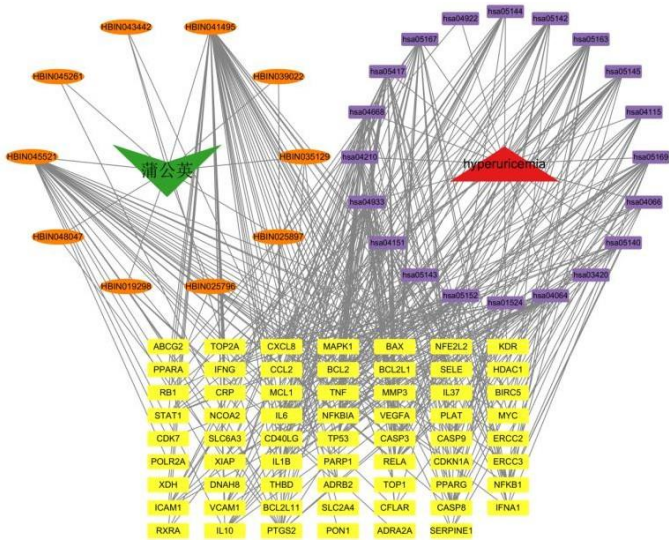 HBIN043442
HBIN041495
HBIN045261
HBIN039022
HBIN045521
蒲公英
HBIN035129
HBIN048047
HBIN025897
HBIN019298
HBIN025796
hsa04922
hsa05144
hsa05142
hsa05167
hsa05163
hsa05417
hsa05145
hsa04668
hsa04115
hsa04210
hyperuricemia
hsa05169
hsa04933
hsa04066
hsa04151
hsa05140
hsa05143
hsa03420
hsa05152
hsa01524
hsa04064
ABCG2 TOP2A CXCL8 MAPK1 BAX NFE2L2 KDR
PPARA IFNG CCL2 BCL2 BCL2L1 SELE HDAC1
RB1 CRP MCL1 TNF MMP3 IL37 BIRC5
STAT1 NCOA2 IL6 NFKBIA VEGFA PLAT MYC
CDK7 SLC6A3 CD40LG TP53 CASP3 CASP9 ERCC2
POLR2A XIAP IL1B PARP1 RELA CDKN1A ERCC3
XDH DNAH8 THBD ADRB2 TOP1 PPARG NFKB1
ICAM1 VCAM1 BCL2L11 SLC2A4 CFLAR CASP8 IFNA1
RXRA IL10 PTGS2 PON1 ADRA2A SERPINE1